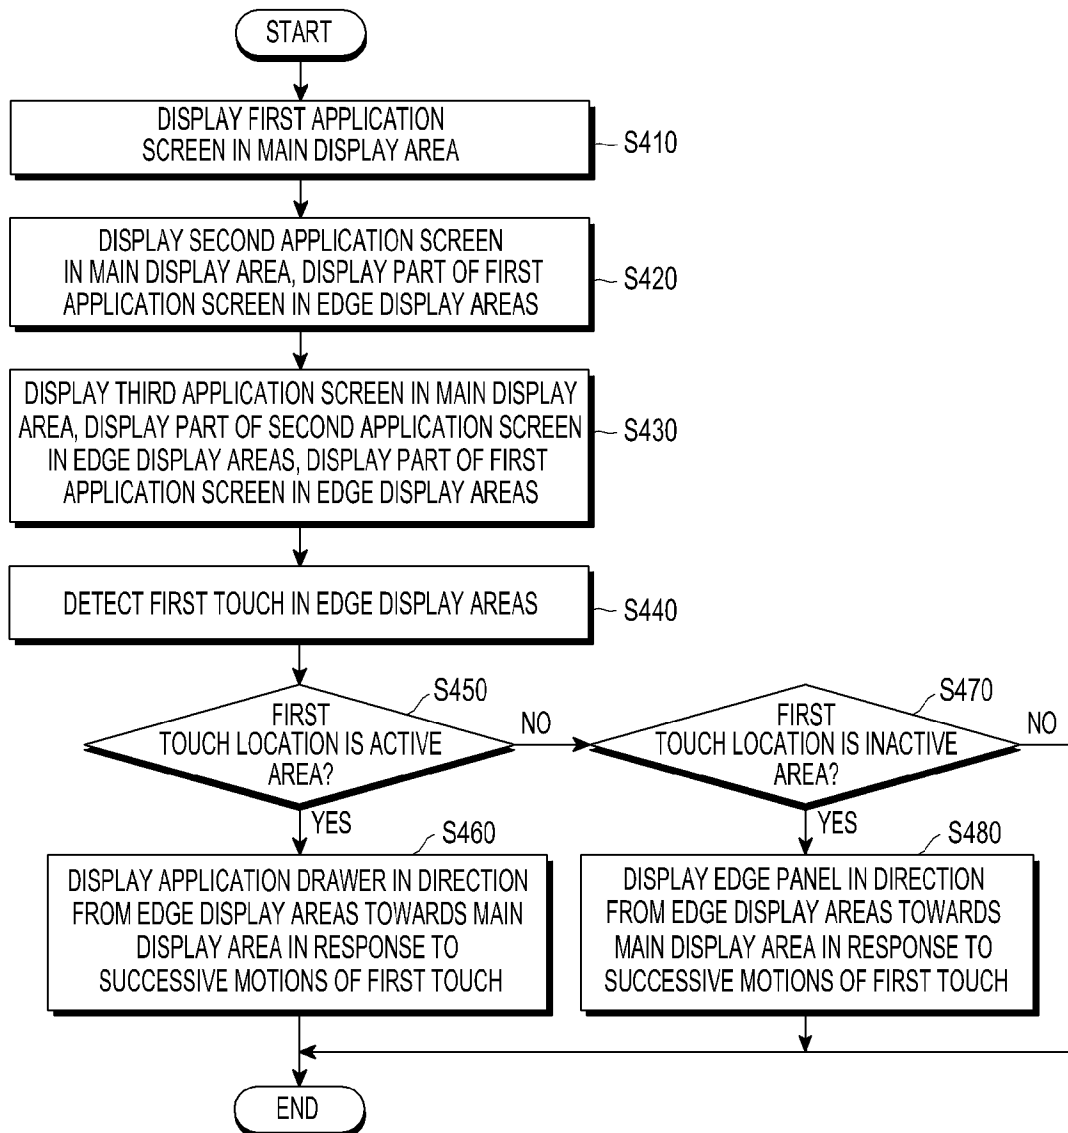 START
DISPLAY FIRST APPLICATION
SCREEN IN MAIN DISPLAY AREA
S410
DISPLAY SECOND APPLICATION SCREEN
IN MAIN DISPLAY AREA, DISPLAY PART OF FIRST
APPLICATION SCREEN IN EDGE DISPLAY AREAS
S420
DISPLAY THIRD APPLICATION SCREEN IN MAIN DISPLAY
AREA, DISPLAY PART OF SECOND APPLICATION SCREEN
IN EDGE DISPLAY AREAS, DISPLAY PART OF FIRST
APPLICATION SCREEN IN EDGE DISPLAY AREAS
S430
DETECT FIRST TOUCH IN EDGE DISPLAY AREAS
S440
S450
FIRST
TOUCH LOCATION IS ACTIVE
AREA?
NO
YES
S470
FIRST
TOUCH LOCATION IS INACTIVE
AREA?
NO
YES
S460
DISPLAY APPLICATION DRAWER IN DIRECTION
FROM EDGE DISPLAY AREAS TOWARDS MAIN
DISPLAY AREA IN RESPONSE TO
SUCCESSIVE MOTIONS OF FIRST TOUCH
S480
DISPLAY EDGE PANEL IN DIRECTION
FROM EDGE DISPLAY AREAS TOWARDS
MAIN DISPLAY AREA IN RESPONSE TO
SUCCESSIVE MOTIONS OF FIRST TOUCH
END